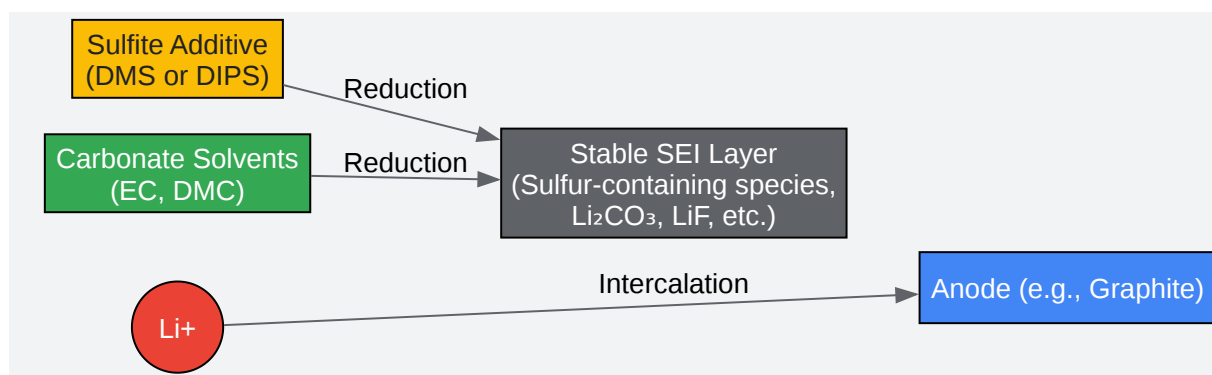 Sulfite Additive
(DMS or DIPS)
Reduction
Carbonate Solvents
(EC, DMC)
Reduction
Stable SEI Layer
(Sulfur-containing species,
Li₂CO₃, LiF, etc.)
Li+
Intercalation
Anode (e.g., Graphite)